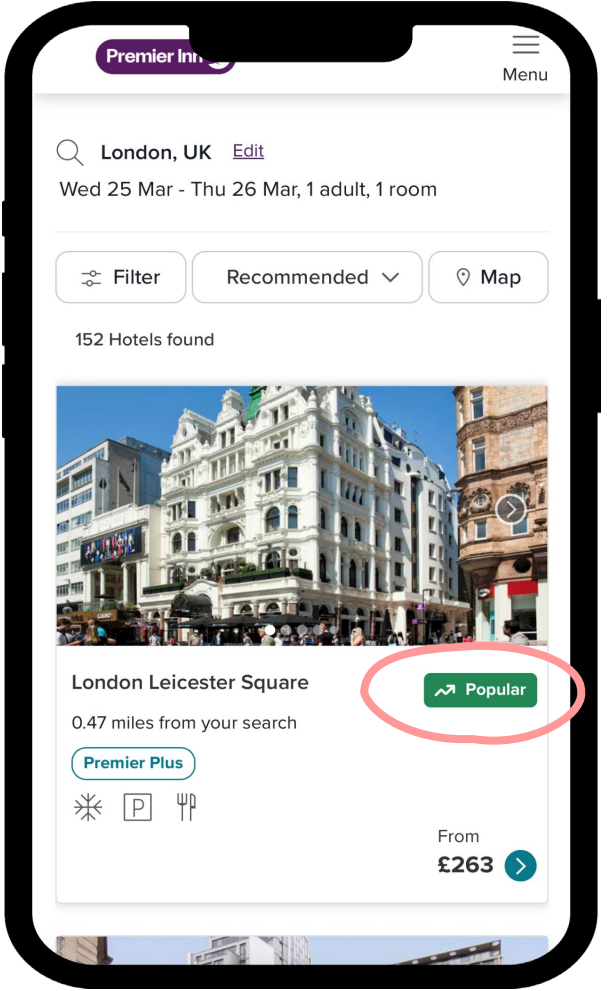 Premier Inn
Menu
London, UK Edit
Wed 25 Mar - Thu 26 Mar, 1 adult, 1 room
Filter Recommended Map
152 Hotels found
London Leicester Square
Popular
0.47 miles from your search
Premier Plus
P
From
£263